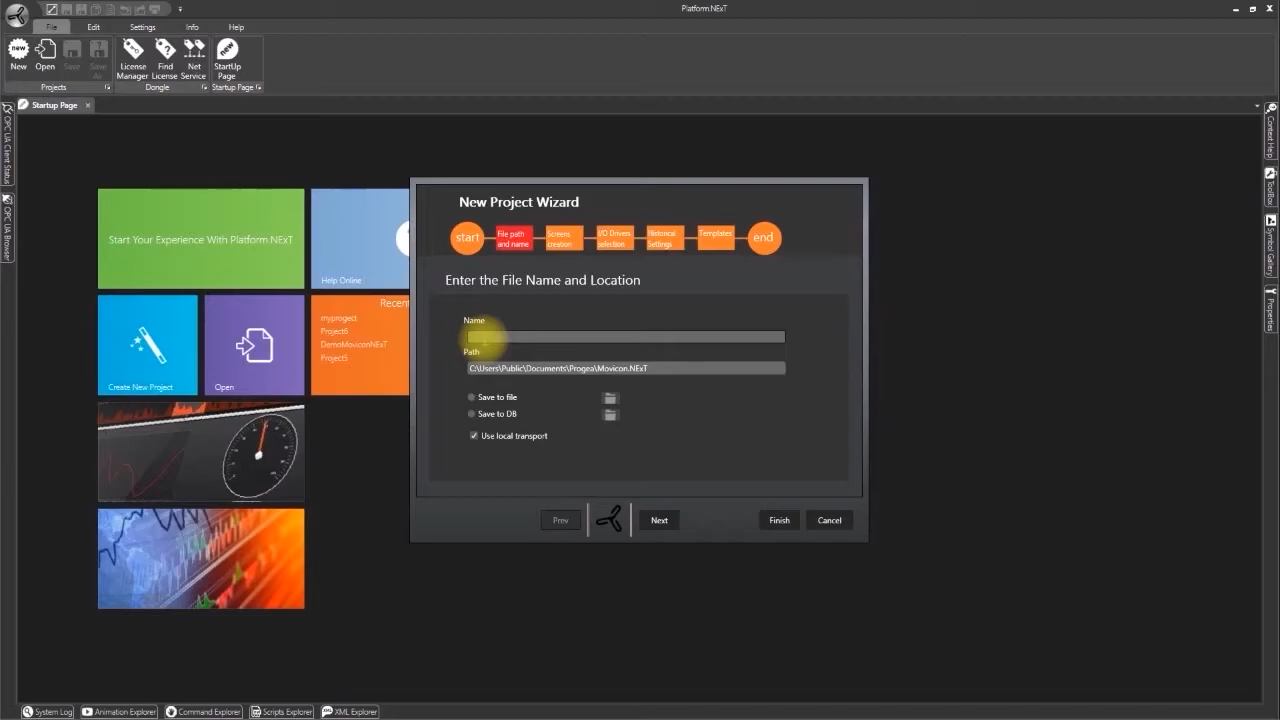 Platform.NExT
File Edit Settings Info Help
new
new
New Open Save Save As License Manager Find License Net Service StartUp Page
Projects Dongle Startup Page
Startup Page
OPC UA Client Status
OPC UA Browser
Context Help
ToolBox
Symbol Gallery
Properties
Start Your Experience With Platform.NExT
Help Online
Create New Project
Open
Recent
myprogect
Project6
DemoMoviconNExT
Project5
New Project Wizard
start
File path and name
Screens creation
I/O Drivers selection
Historical Settings
Templates
end
Enter the File Name and Location
Name
Path
C:\Users\Public\Documents\Progea\Movicon.NExT
Save to file
Save to DB
Use local transport
Prev Next Finish Cancel
System Log Animation Explorer Command Explorer Scripts Explorer XML Explorer